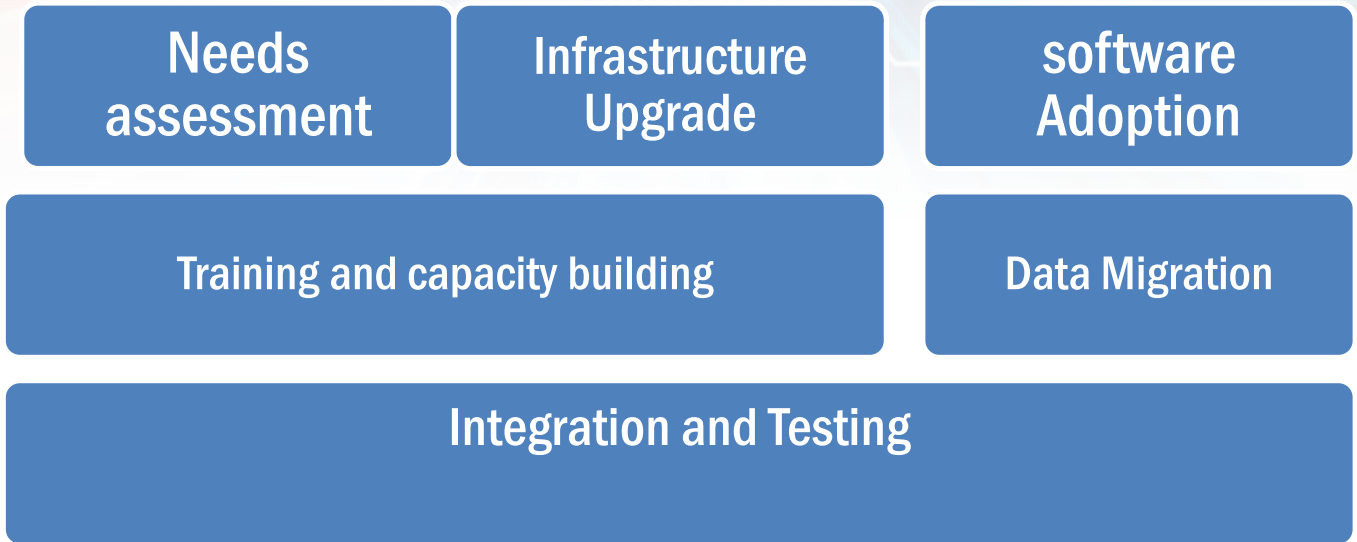 Needs
assessment
Infrastructure
Upgrade
software
Adoption
Training and capacity building
Data Migration
Integration and Testing